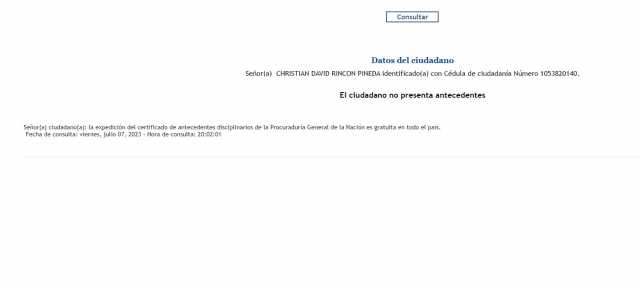 Consultar
Datos del ciudadano
Señor(a) CHRISTIAN DAVID RINCON PINEDA identificado(a) con Cédula de ciudadanía Número 1053820140.
El ciudadano no presenta antecedentes
Señor(a) ciudadano(a): la expedición del certificado de antecedentes disciplinarios de la Procuraduría General de la Nación es gratuita en todo el país.
Fecha de consulta: viernes, julio 07, 2023 - Hora de consulta: 20:02:01